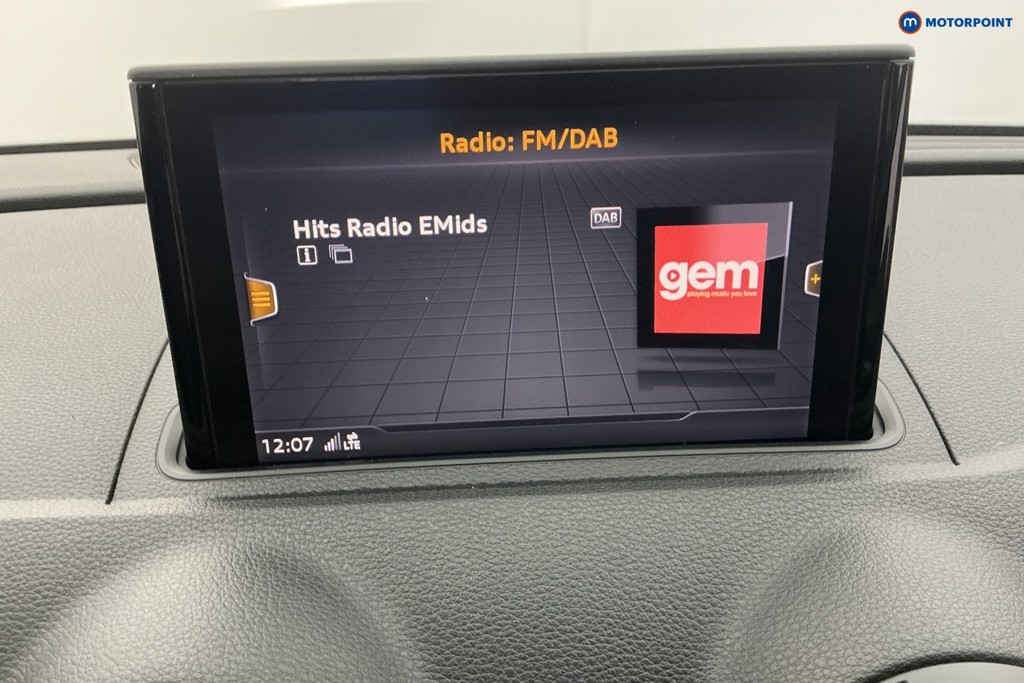 m MOTORPOINT
Radio: FM/DAB
Hits Radio EMids
DAB
i
gem
playing music you love
+
12:07 LTE